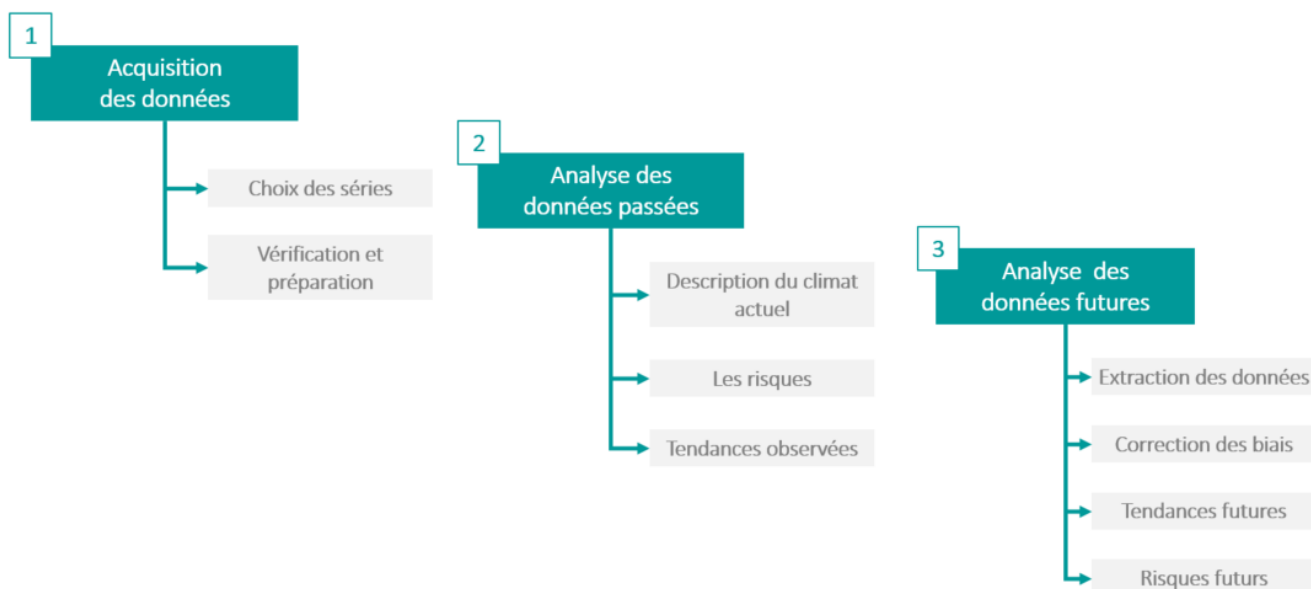 1
Acquisition
des données
Choix des séries
Vérification et
préparation
2
Analyse des
données passées
Description du climat
actuel
Les risques
Tendances observées
3
Analyse des
données futures
Extraction des données
Correction des biais
Tendances futures
Risques futurs